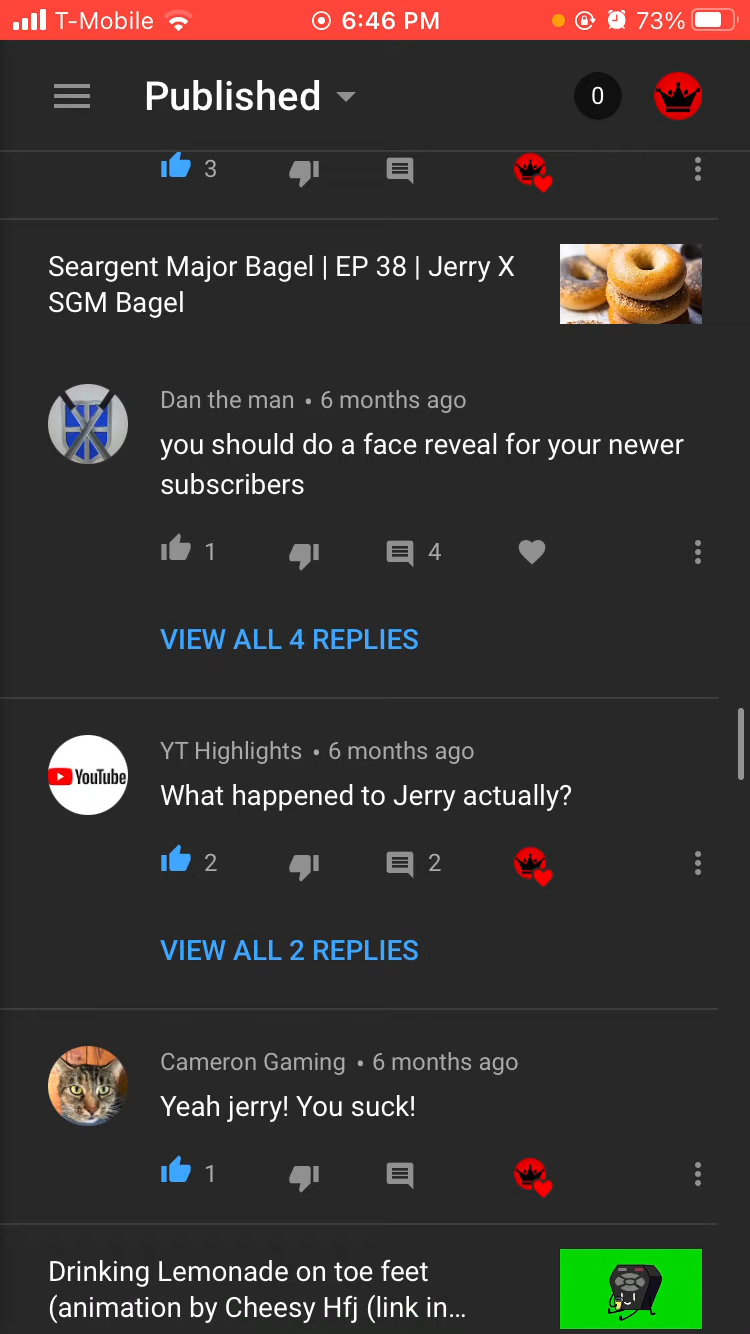 T-Mobile 6:46 PM 73%
Published 0
3
Seargent Major Bagel | EP 38 | Jerry X
SGM Bagel
Dan the man • 6 months ago
you should do a face reveal for your newer
subscribers
1 4
VIEW ALL 4 REPLIES
YouTube
YT Highlights • 6 months ago
What happened to Jerry actually?
2 2
VIEW ALL 2 REPLIES
Cameron Gaming • 6 months ago
Yeah jerry! You suck!
1
Drinking Lemonade on toe feet
(animation by Cheesy Hfj (link in...